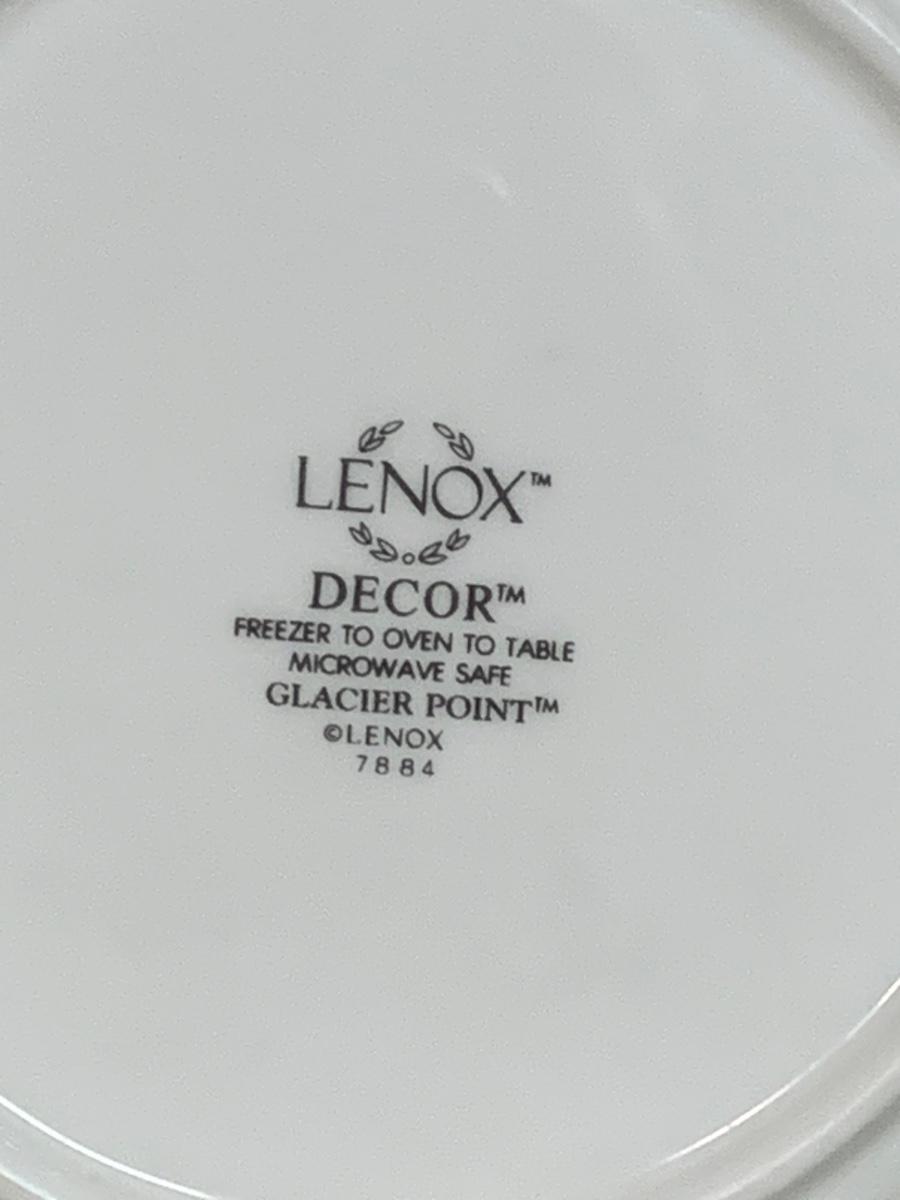 LENOX™
DECOR™
FREEZER TO OVEN TO TABLE
MICROWAVE SAFE
GLACIER POINT™
©LENOX
7884